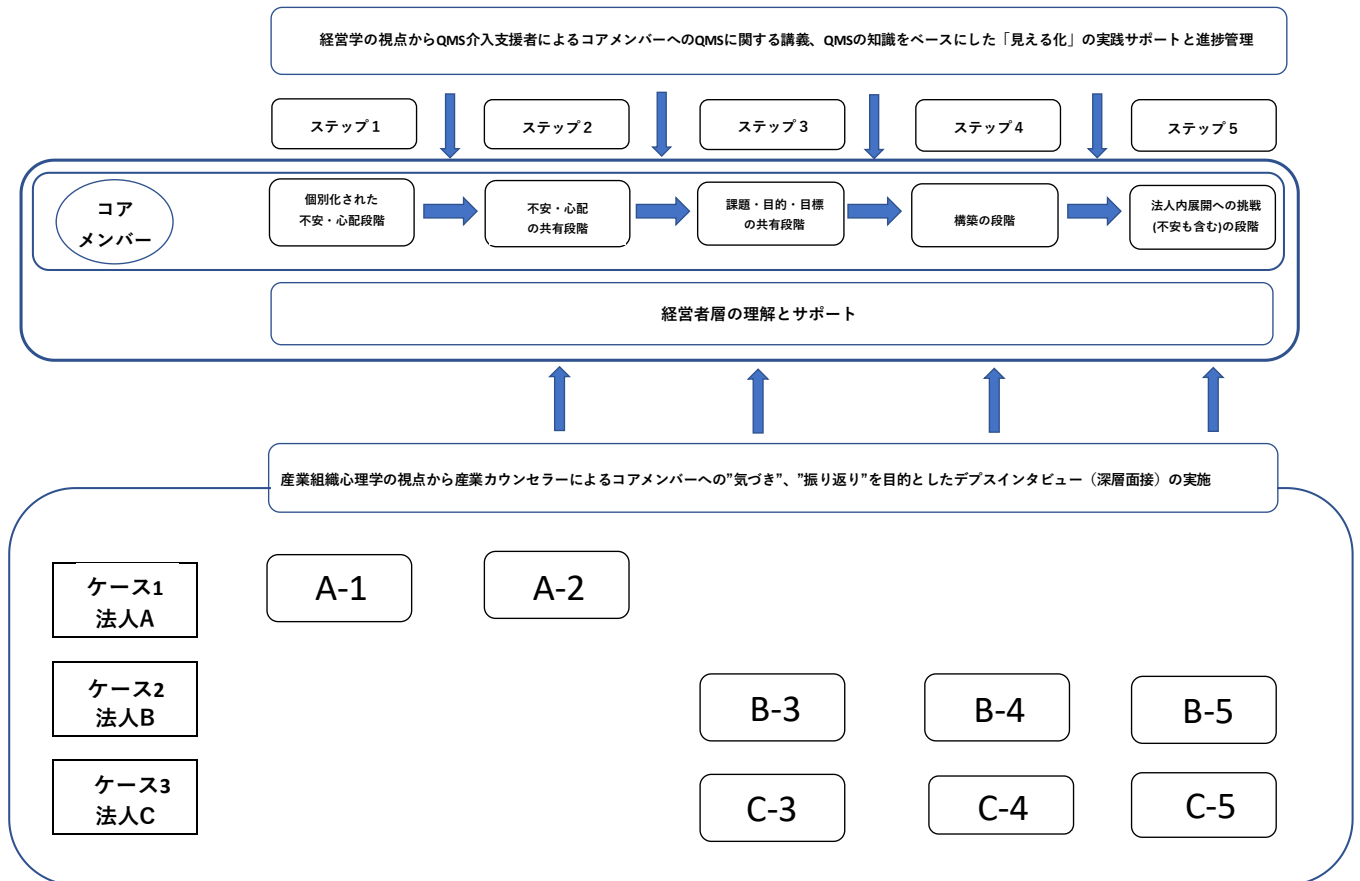 経営学の視点からQMS介入支援者によるコアメンバーへのQMSに関する講義、QMSの知識をベースにした「見える化」の実践サポートと進捗管理
ステップ1
ステップ2
ステップ3
ステップ4
ステップ5
コア
メンバー
個別化された
不安・心配段階
不安・心配
の共有段階
課題・目的・目標
の共有段階
構築の段階
法人内展開への挑戦
(不安も含む)の段階
経営者層の理解とサポート
産業組織心理学の視点から産業カウンセラーによるコアメンバーへの”気づき”、”振り返り”を目的としたデプスインタビュー（深層面接）の実施
ケース1
法人A
A-1
A-2
ケース2
法人B
B-3
B-4
B-5
ケース3
法人C
C-3
C-4
C-5